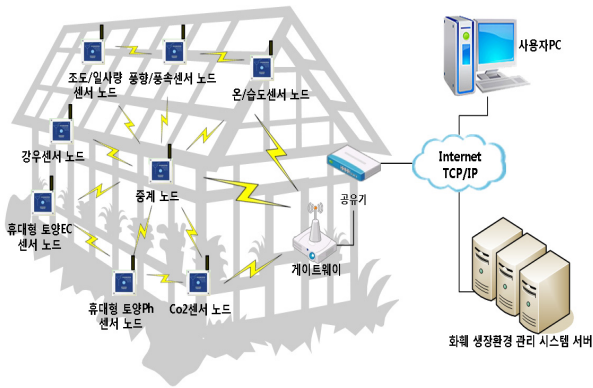 사용자PC
조도/일사량
센서 노드
풍향/풍속센서 노드
온/습도센서 노드
강우센서 노드
중계 노드
Internet
TCP/IP
공유기
휴대형 토양EC
센서 노드
게이트웨이
휴대형 토양Ph
센서 노드
Co2센서 노드
화훼 생장환경 관리 시스템 서버